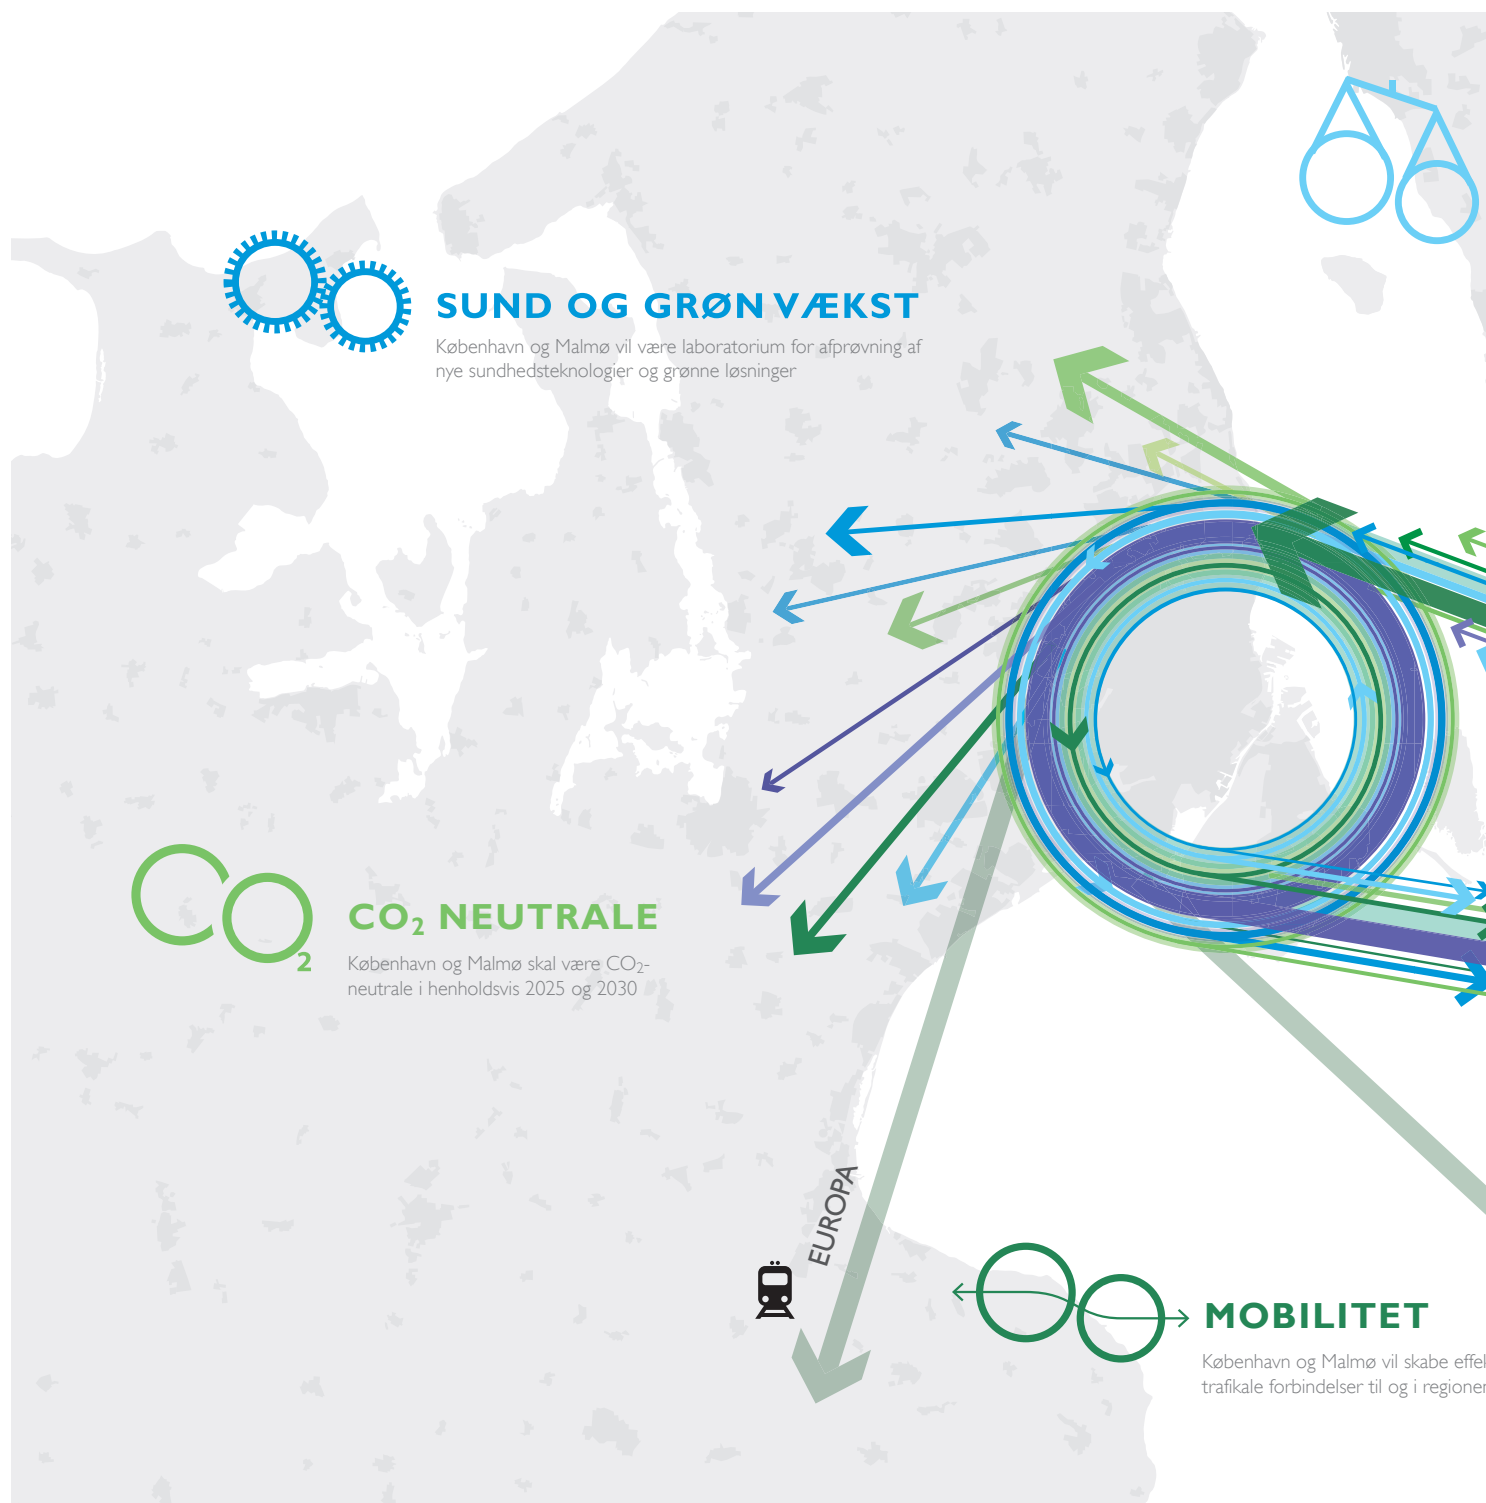 SUND OG GRØN VÆKST
København og Malmø vil være laboratorium for afprøvning af
nye sundhedsteknologier og grønne løsninger
2
CO₂ NEUTRALE
København og Malmø skal være CO₂-
neutrale i henholdsvis 2025 og 2030
EUROPA
MOBILITET
København og Malmø vil skabe
trafikale forbindelser til og i